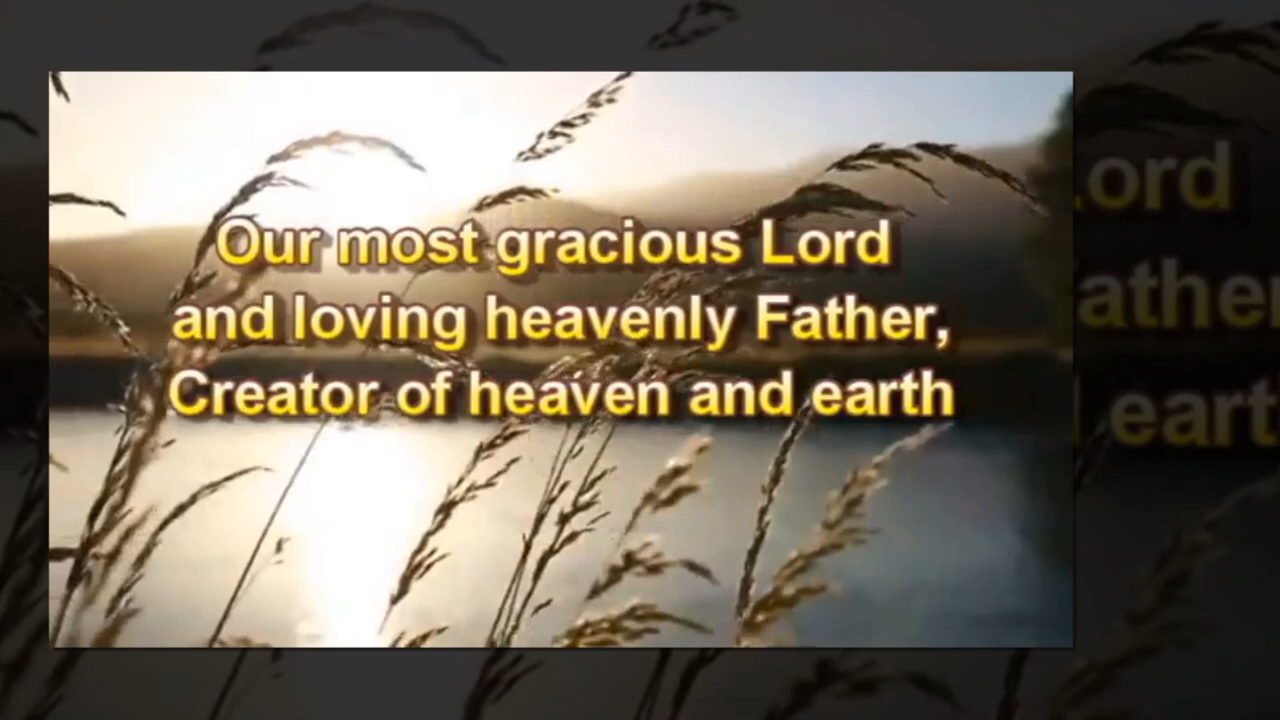 Our most gracious Lord
and loving heavenly Father,
Creator of heaven and earth